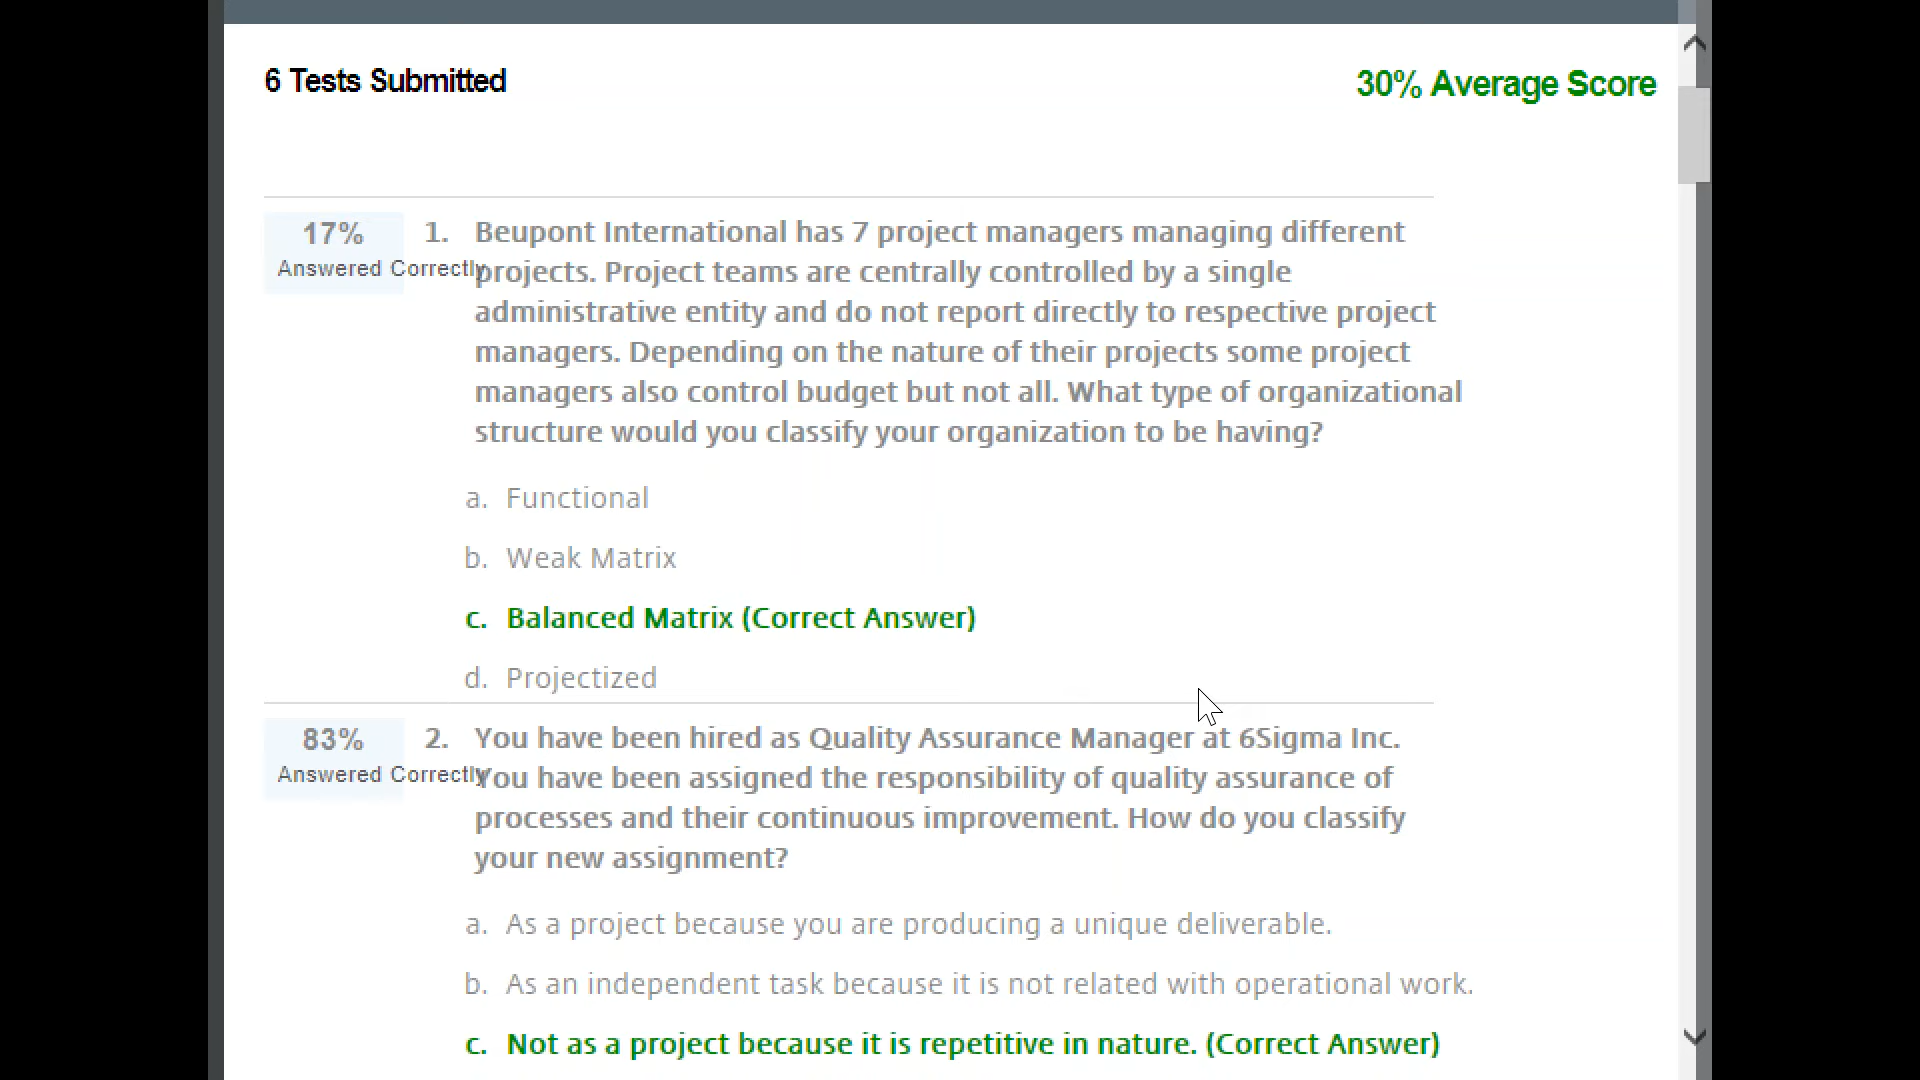 6 Tests Submitted
30% Average Score
17%
Answered Correctly
1. Beupont International has 7 project managers managing different
projects. Project teams are centrally controlled by a single
administrative entity and do not report directly to respective project
managers. Depending on the nature of their projects some project
managers also control budget but not all. What type of organizational
structure would you classify your organization to be having?
a. Functional
b. Weak Matrix
c. Balanced Matrix (Correct Answer)
d. Projectized
83%
Answered Correctly
2. You have been hired as Quality Assurance Manager at 6Sigma Inc.
You have been assigned the responsibility of quality assurance of
processes and their continuous improvement. How do you classify
your new assignment?
a. As a project because you are producing a unique deliverable.
b. As an independent task because it is not related with operational work.
c. Not as a project because it is repetitive in nature. (Correct Answer)